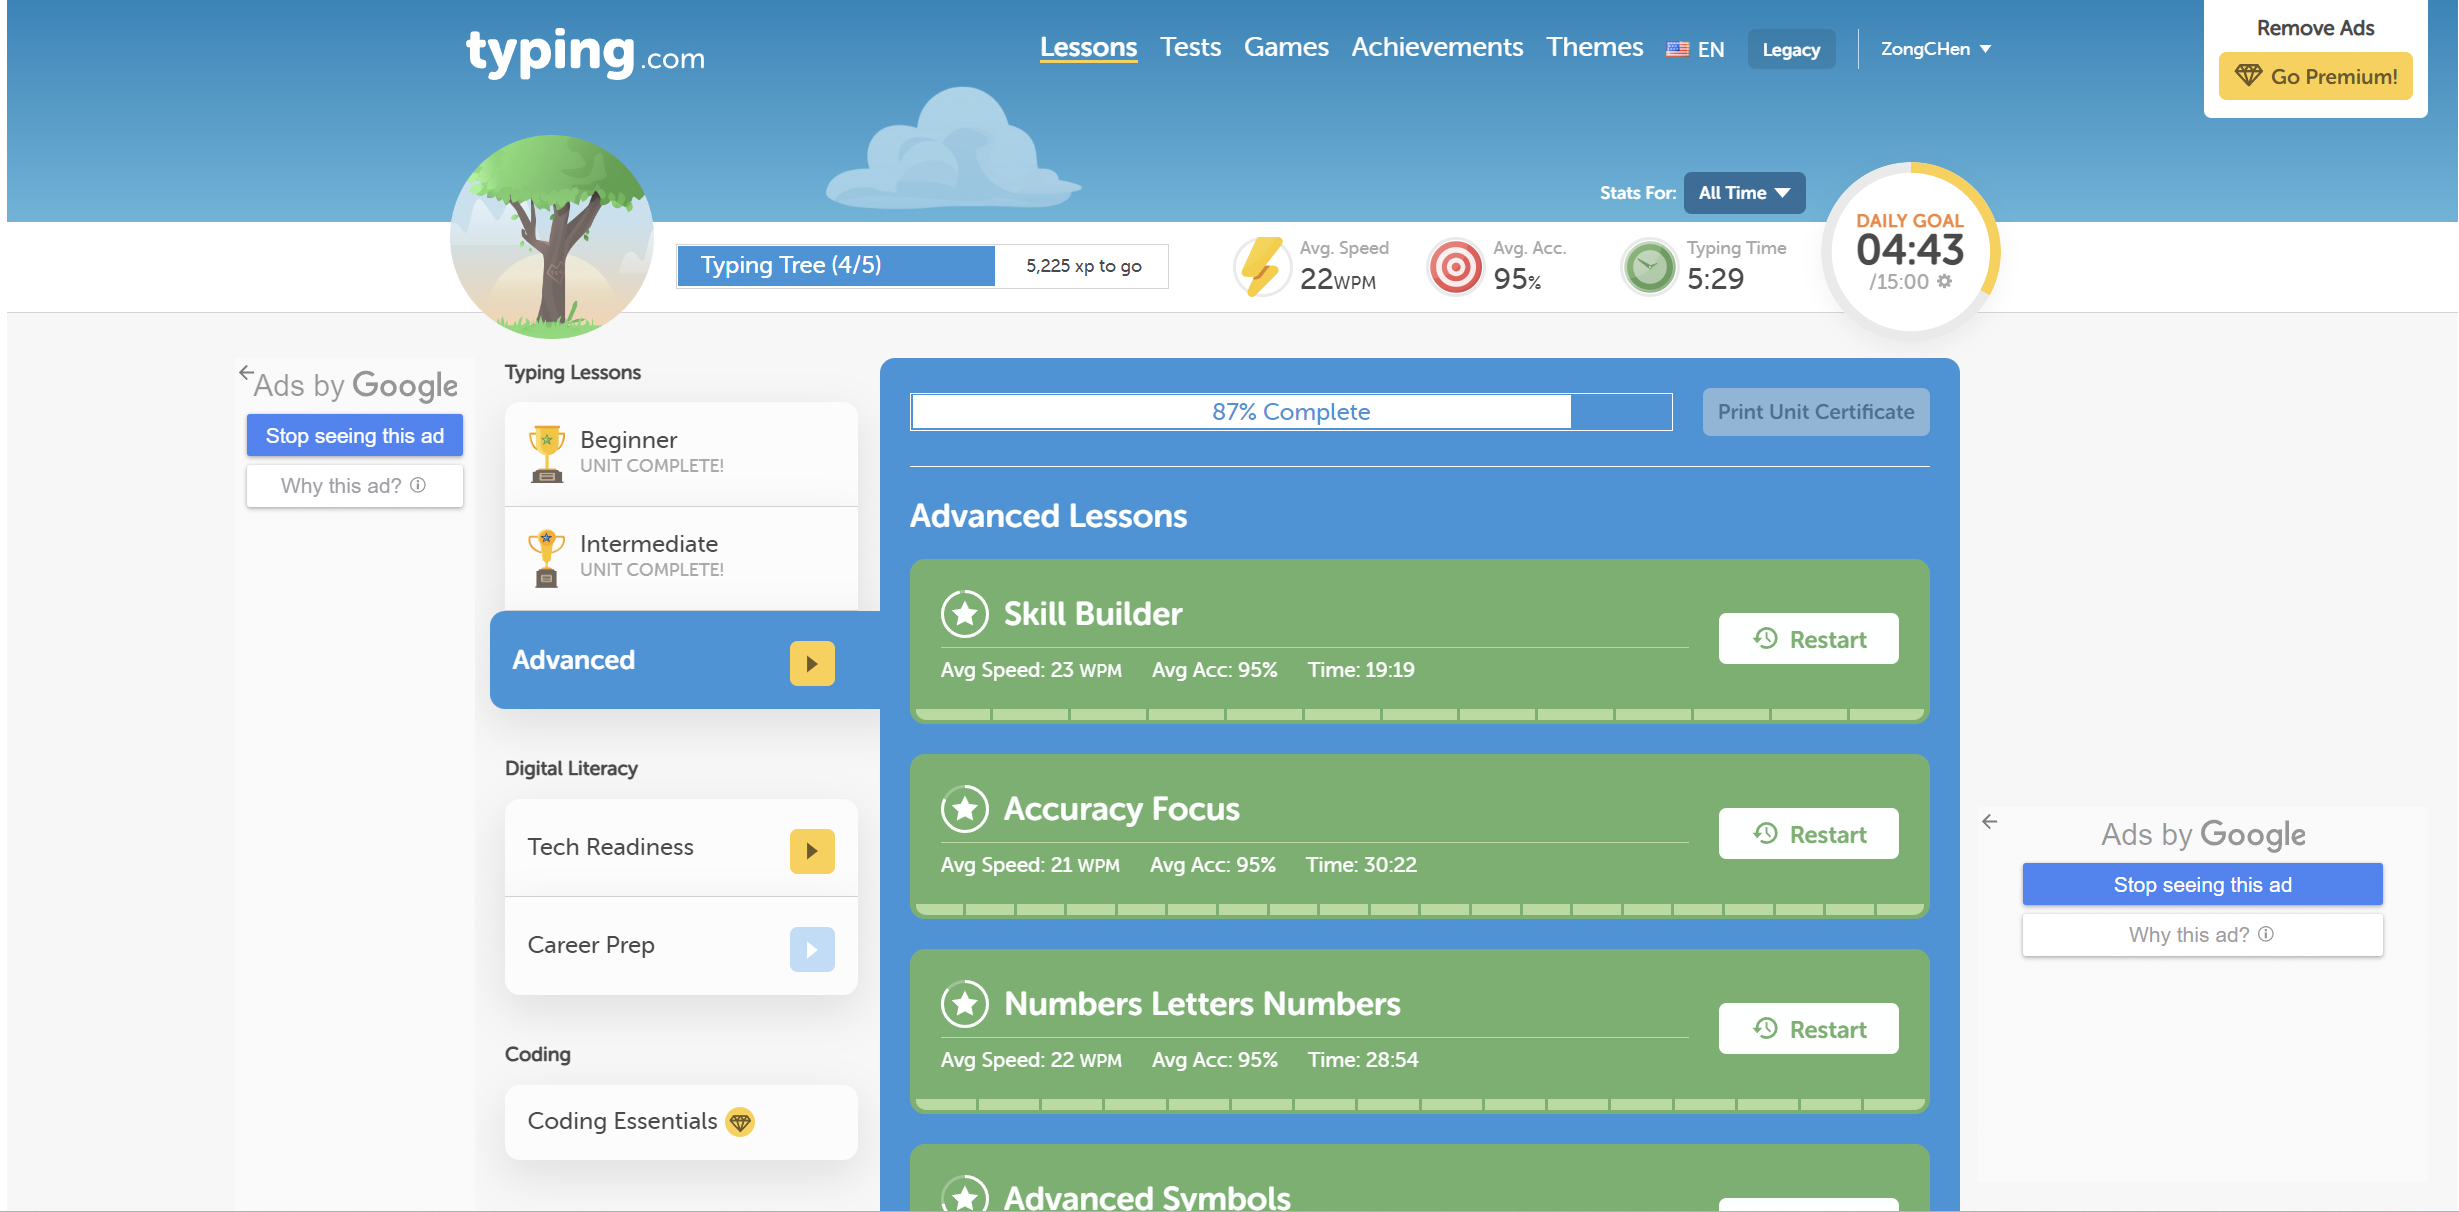 typing.com
Lessons Tests Games Achievements Themes EN Legacy ZongCHen
Remove Ads
Go Premium!
Stats For: All Time
Typing Tree (4/5) 5,225 xp to go
Avg. Speed
22WPM
Avg. Acc.
95%
Typing Time
5:29
DAILY GOAL
04:43
/15:00
Ads by Google
Stop seeing this ad
Why this ad?
Typing Lessons
Beginner
UNIT COMPLETE!
Intermediate
UNIT COMPLETE!
Advanced
Digital Literacy
Tech Readiness
Career Prep
Coding
Coding Essentials
87% Complete
Print Unit Certificate
Advanced Lessons
Skill Builder
Avg Speed: 23 WPM Avg Acc: 95% Time: 19:19
Restart
Accuracy Focus
Avg Speed: 21 WPM Avg Acc: 95% Time: 30:22
Restart
Numbers Letters Numbers
Avg Speed: 22 WPM Avg Acc: 95% Time: 28:54
Restart
Advanced Symbols
Ads by Google
Stop seeing this ad
Why this ad?